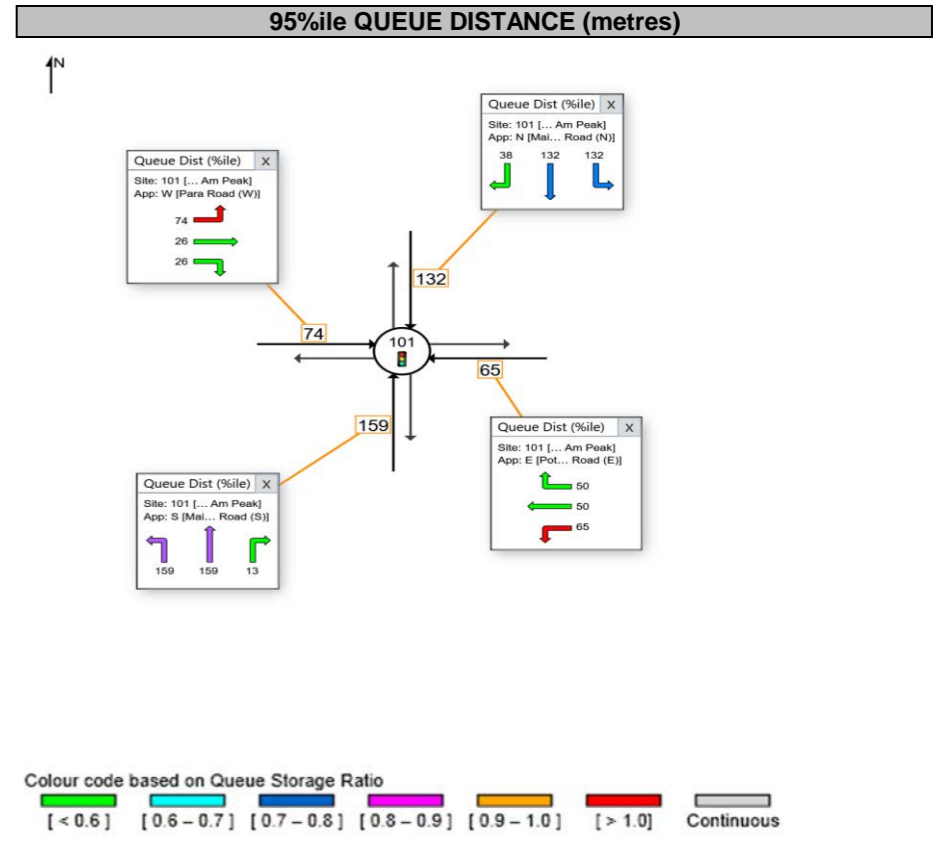 95%ile QUEUE DISTANCE (metres)
N
Queue Dist (%ile) X
Site: 101 [... Am Peak]
App: N [Mai... Road (N)]
38 132 132
Queue Dist (%ile) X
Site: 101 [... Am Peak]
App: W [Para Road (W)]
74
26
26
132
74
101
65
159
Queue Dist (%ile) X
Site: 101 [... Am Peak]
App: E [Pot... Road (E)]
50
50
65
Queue Dist (%ile) X
Site: 101 [... Am Peak]
App: S [Mai... Road (S)]
159 159 13
Colour code based on Queue Storage Ratio
[ < 0.6 ] [ 0.6 – 0.7 ] [ 0.7 – 0.8 ] [ 0.8 – 0.9 ] [ 0.9 – 1.0 ] [ > 1.0] Continuous